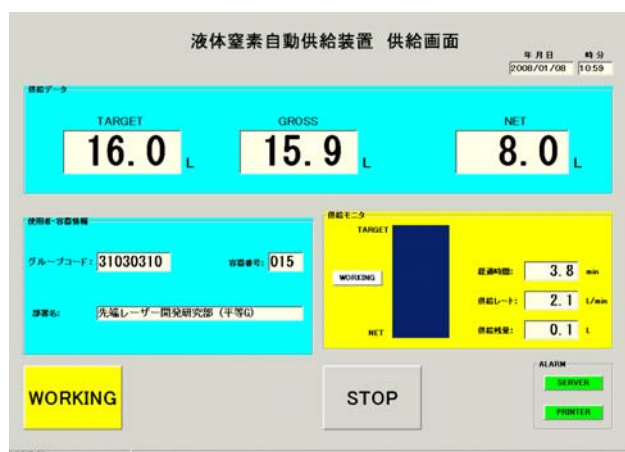 液体窒素自動供給装置 供給画面
年月日 時分
2008/01/08 10:59
供給データ
TARGET GROSS NET
16.0 L 15.9 L 8.0 L
使用者・容器情報
グループコード: 31030310 容器番号: 015
部署名: 先端レーザー開発研究部 (平等G)
供給モニタ
TARGET
WORKING
NET
経過時間: 3.8 min
供給レート: 2.1 L/min
供給残量: 0.1 L
WORKING
STOP
ALARM
SERVER
PRINTER